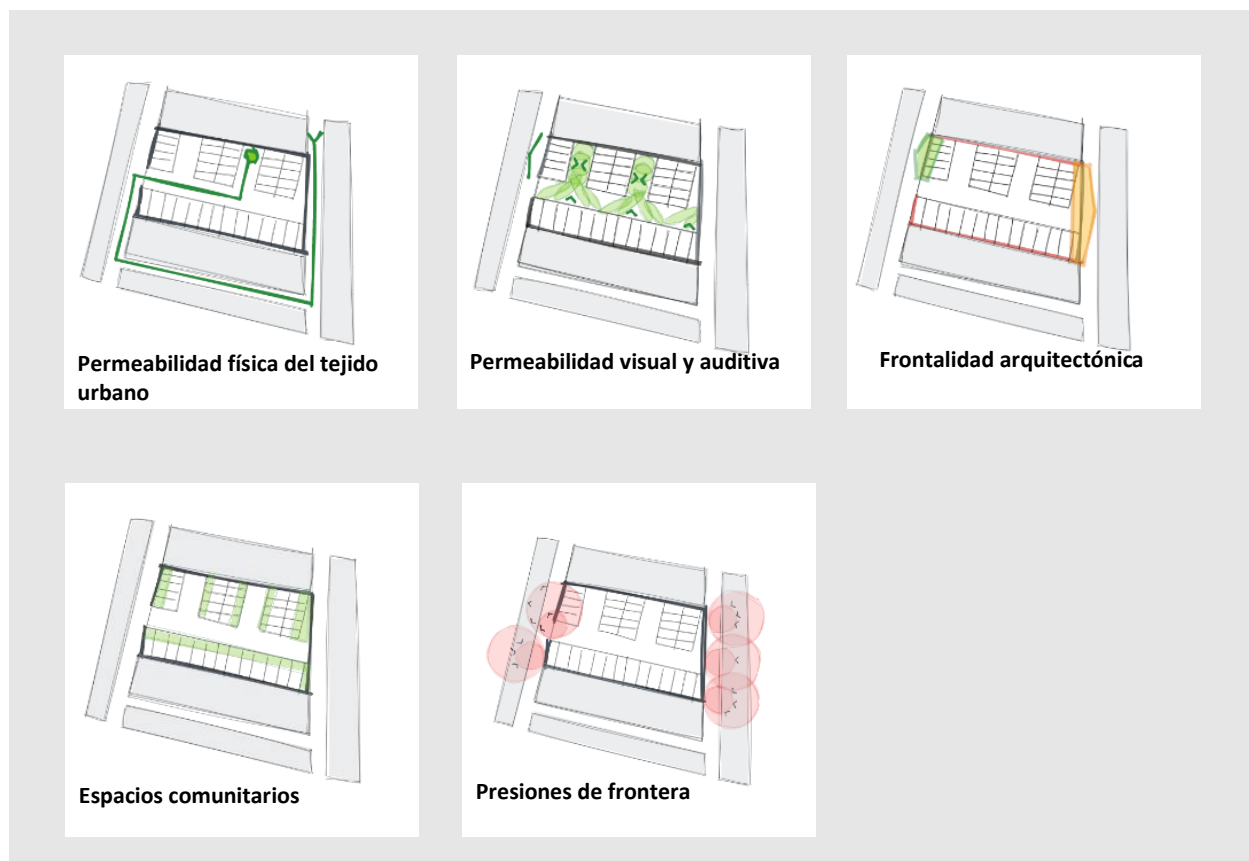 Permeabilidad física del tejido
urbano
Permeabilidad visual y auditiva
Frontalidad arquitectónica
Espacios comunitarios
Presiones de frontera